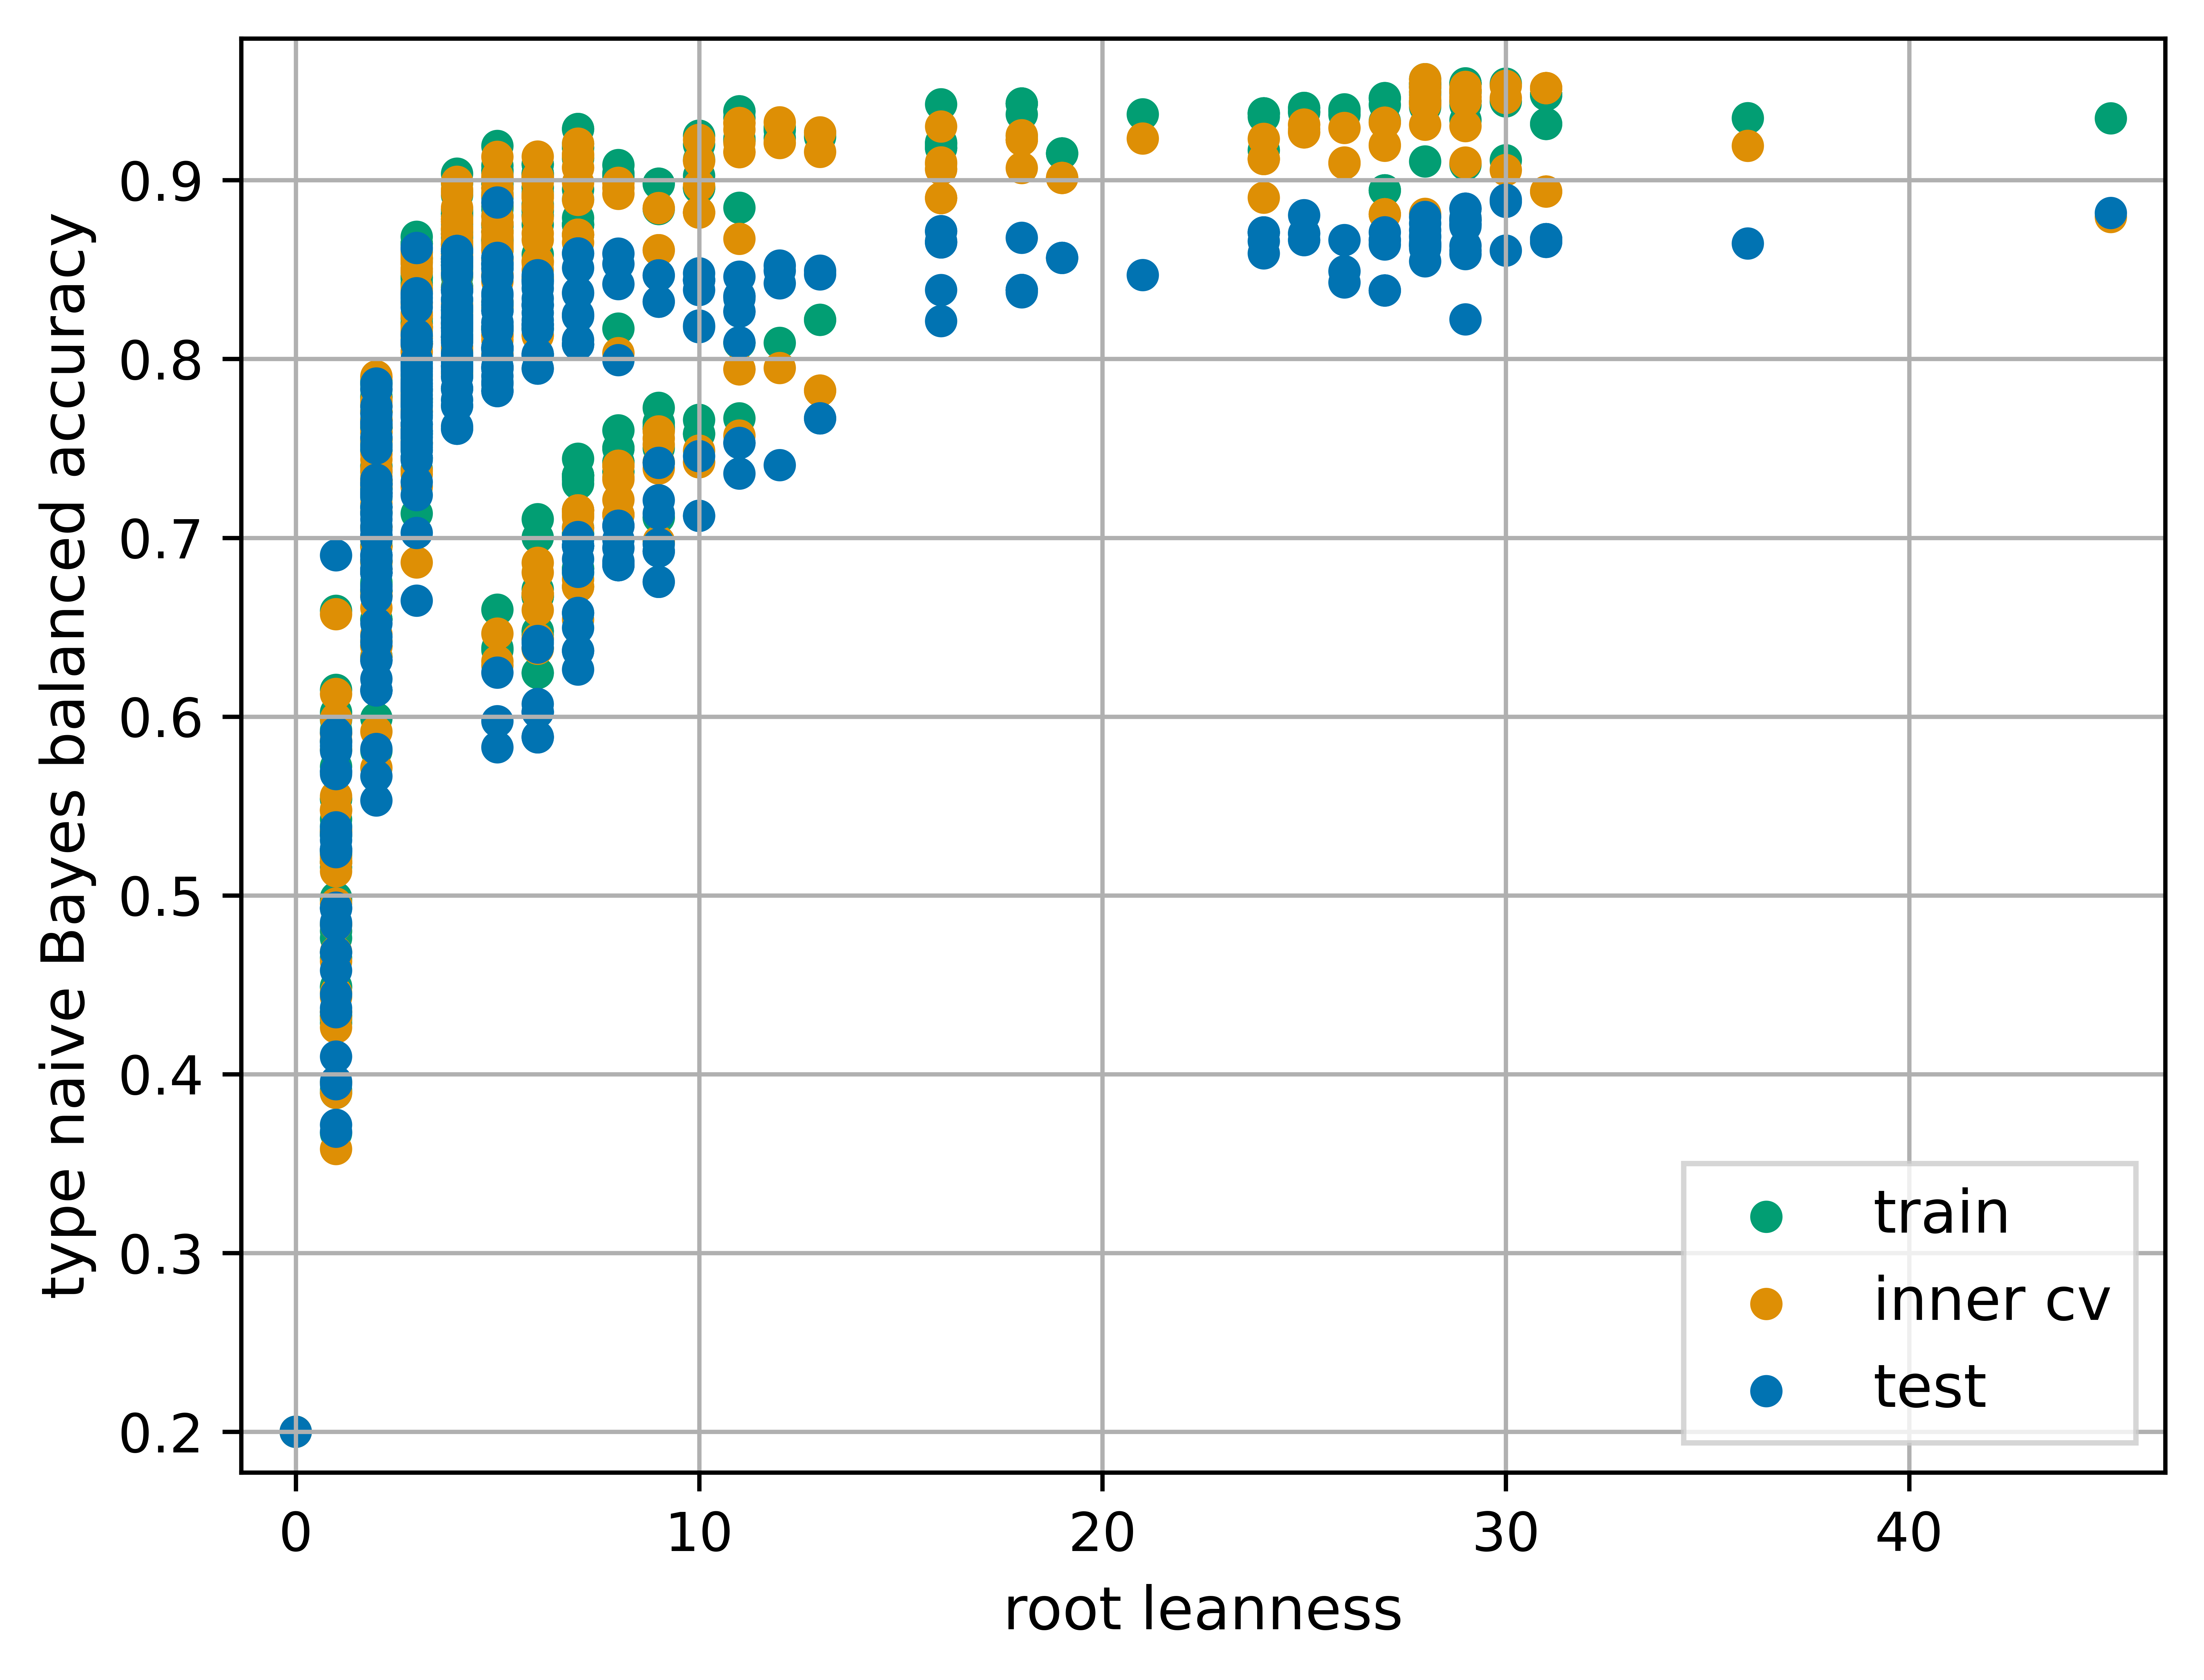 type naive Bayes balanced accuracy
0.9
0.8
0.7
0.6
0.5
0.4
0.3
0.2
train
inner cv
test
0 10 20 30 40
root leanness